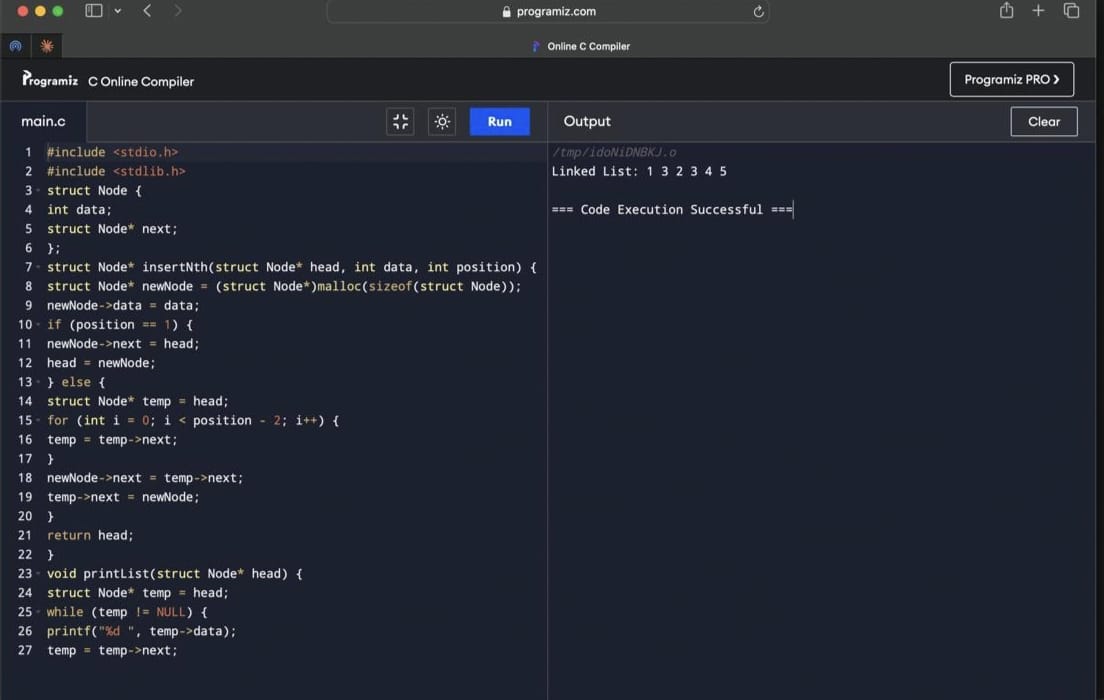 programiz.com
Online C Compiler
Programiz C Online Compiler
Programiz PRO ❯
main.c
Run
Output
Clear
1 #include <stdio.h>
2 #include <stdlib.h>
3 struct Node {
4 int data;
5 struct Node* next;
6 };
7 struct Node* insertNth(struct Node* head, int data, int position) {
8 struct Node* newNode = (struct Node*)malloc(sizeof(struct Node));
9 newNode->data = data;
10 if (position == 1) {
11 newNode->next = head;
12 head = newNode;
13 } else {
14 struct Node* temp = head;
15 for (int i = 0; i < position - 2; i++) {
16 temp = temp->next;
17 }
18 newNode->next = temp->next;
19 temp->next = newNode;
20 }
21 return head;
22 }
23 void printList(struct Node* head) {
24 struct Node* temp = head;
25 while (temp != NULL) {
26 printf("%d ", temp->data);
27 temp = temp->next;
/tmp/idoNiDNBKJ.o
Linked List: 1 3 2 3 4 5
=== Code Execution Successful ===